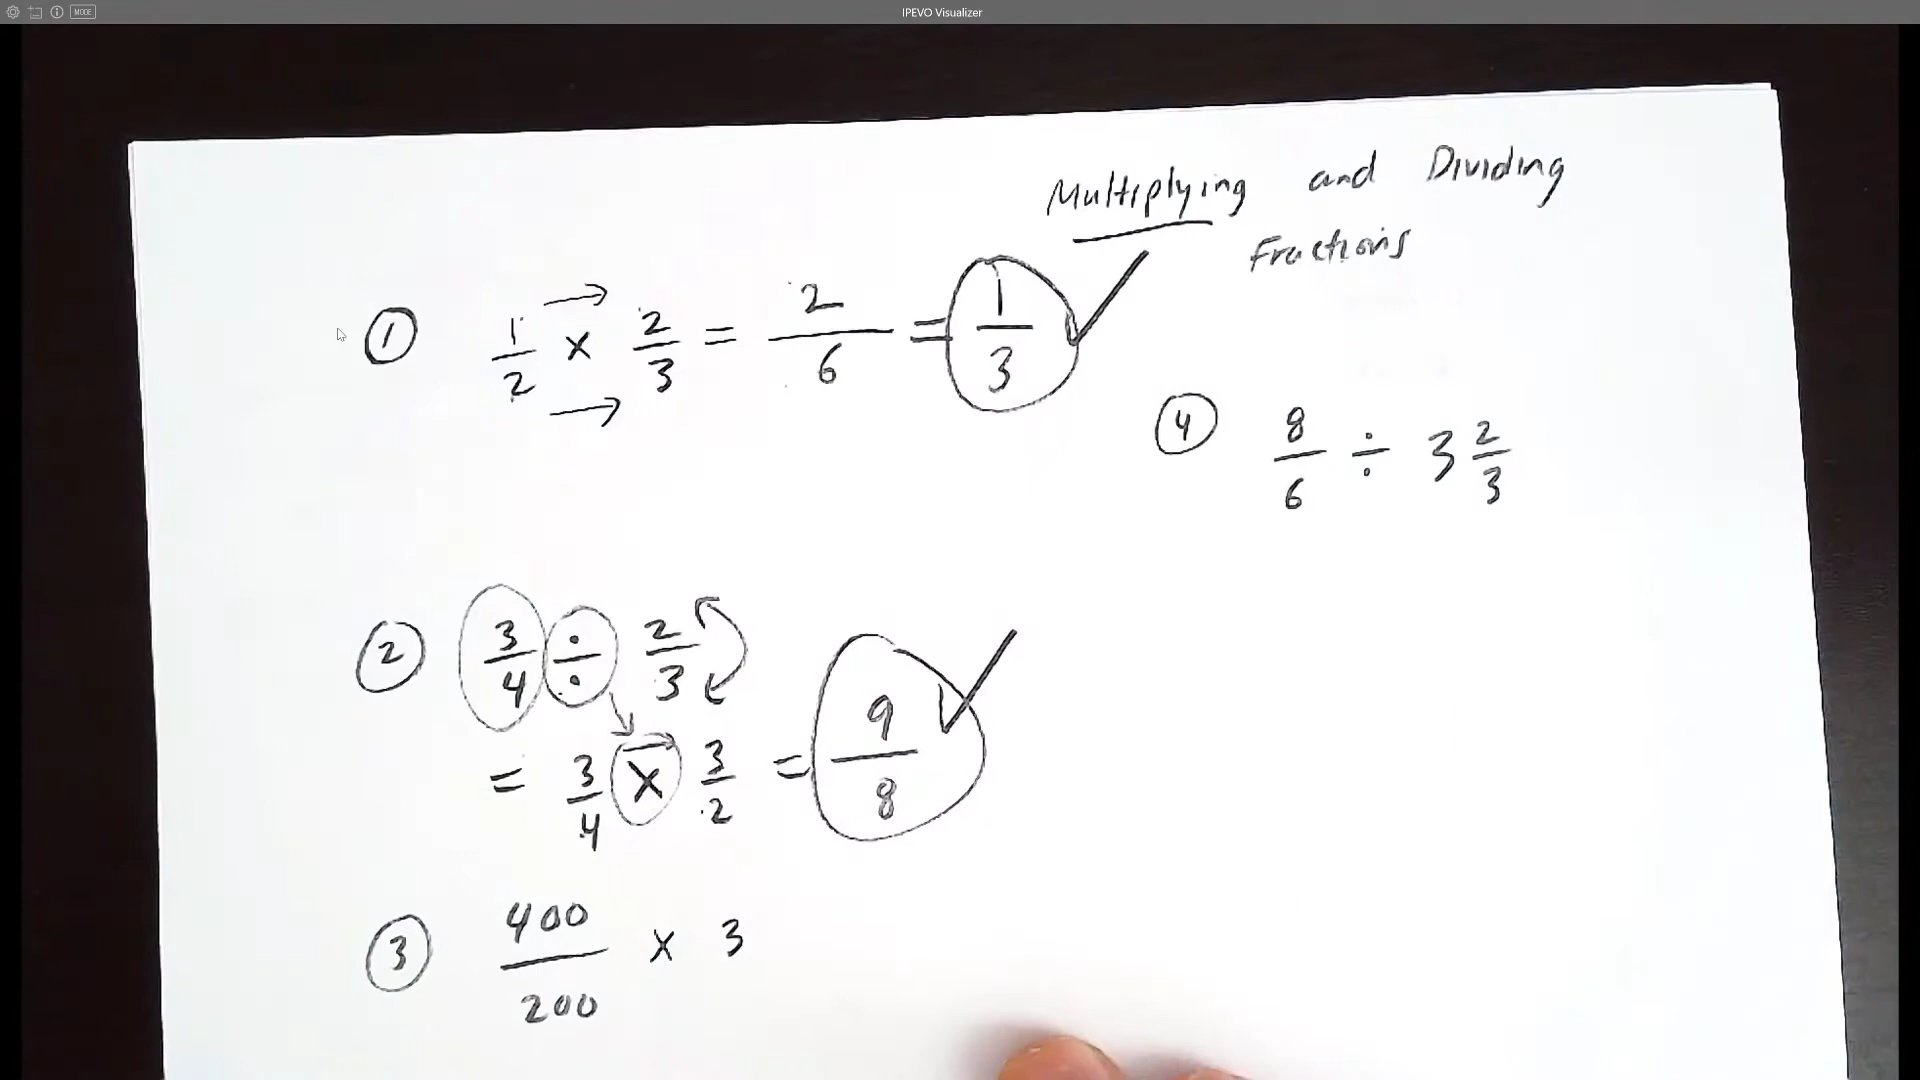 MODE
IPEVO Visualizer
Multiplying and Dividing
Fractions
① 1/2 × 2/3 = 2/6 = 1/3
④ 8/6 ÷ 3 2/3
② 3/4 ÷ 2/3
= 3/4 × 3/2 = 9/8
③ 400/200 × 3